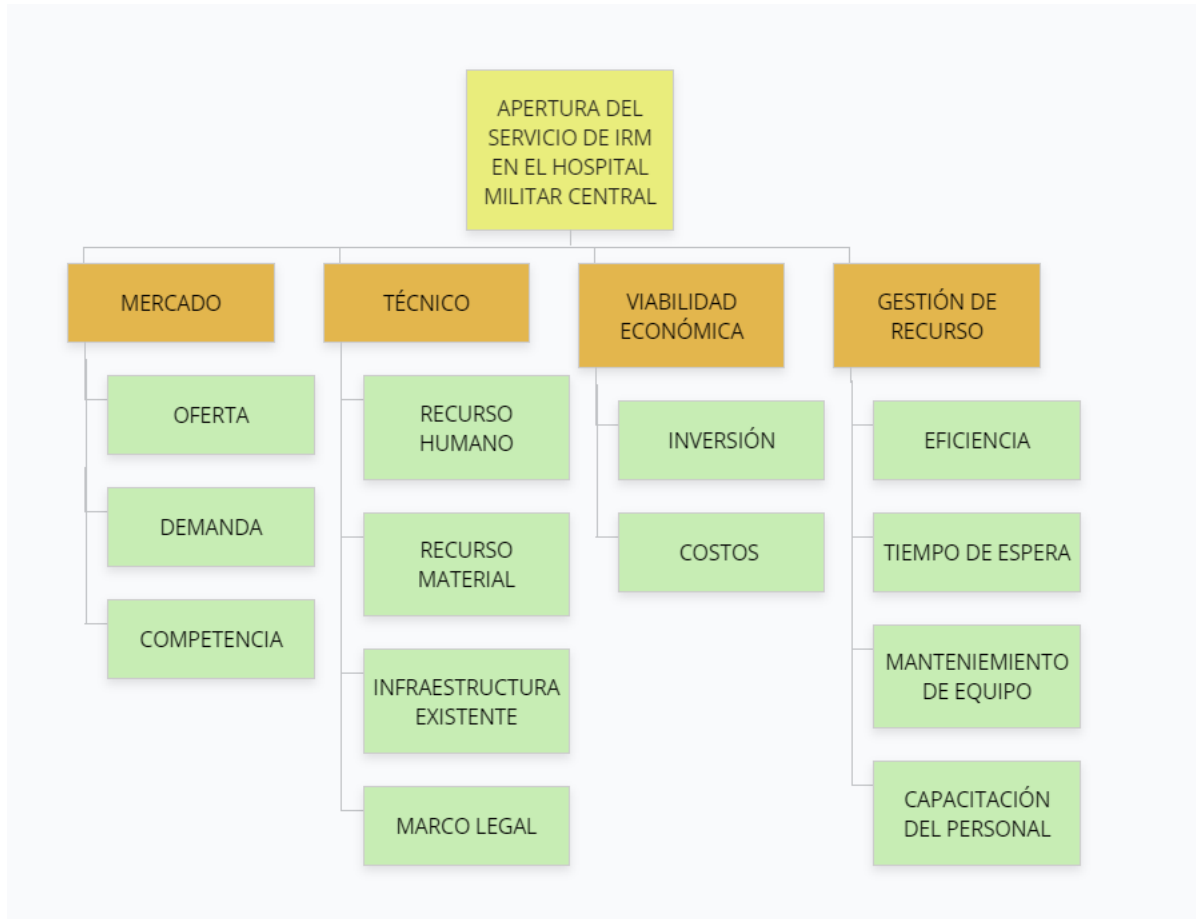 APERTURA DEL
SERVICIO DE IRM
EN EL HOSPITAL
MILITAR CENTRAL
MERCADO
OFERTA
DEMANDA
COMPETENCIA
TÉCNICO
RECURSO
HUMANO
RECURSO
MATERIAL
INFRAESTRUCTURA
EXISTENTE
MARCO LEGAL
VIABILIDAD
ECONÓMICA
INVERSIÓN
COSTOS
GESTIÓN DE
RECURSO
EFICIENCIA
TIEMPO DE ESPERA
MANTENIEMIENTO
DE EQUIPO
CAPACITACIÓN
DEL PERSONAL